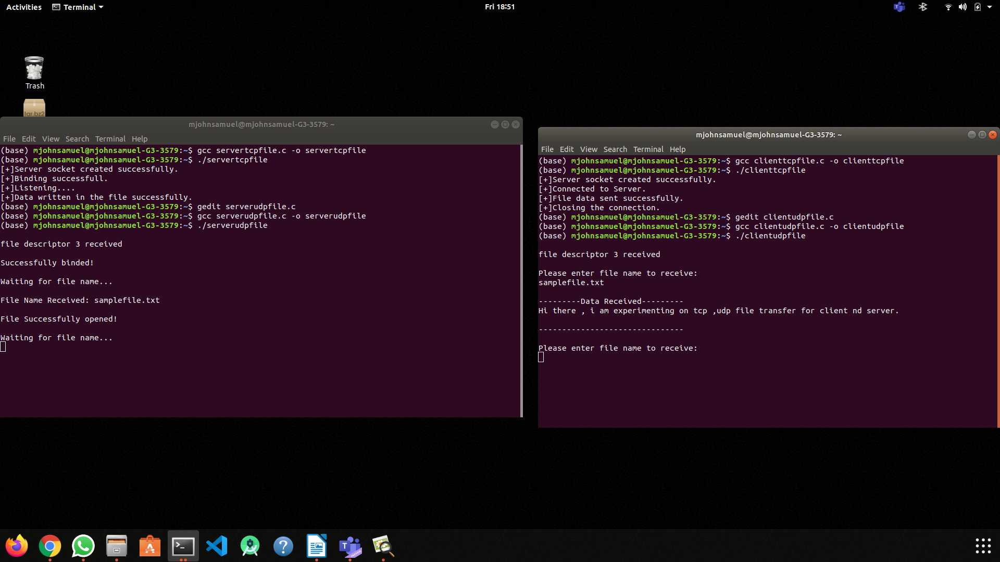 Activities Terminal Fri 18:51
Trash
tar.bz2
mjohnsamuel@mjohnsamuel-G3-3579: ~
File Edit View Search Terminal Help
(base) mjohnsamuel@mjohnsamuel-G3-3579:~$ gcc servertcpfile.c -o servertcpfile
(base) mjohnsamuel@mjohnsamuel-G3-3579:~$ ./servertcpfile
[+]Server socket created successfully.
[+]Binding successfull.
[+]Listening....
[+]Data written in the file successfully.
(base) mjohnsamuel@mjohnsamuel-G3-3579:~$ gedit serverudpfile.c
(base) mjohnsamuel@mjohnsamuel-G3-3579:~$ gcc serverudpfile.c -o serverudpfile
(base) mjohnsamuel@mjohnsamuel-G3-3579:~$ ./serverudpfile
file descriptor 3 received
Successfully binded!
Waiting for file name...
File Name Received: samplefile.txt
File Successfully opened!
Waiting for file name...
mjohnsamuel@mjohnsamuel-G3-3579: ~
File Edit View Search Terminal Help
(base) mjohnsamuel@mjohnsamuel-G3-3579:~$ gcc clienttcpfile.c -o clienttcpfile
(base) mjohnsamuel@mjohnsamuel-G3-3579:~$ ./clienttcpfile
[+]Server socket created successfully.
[+]Connected to Server.
[+]File data sent successfully.
[+]Closing the connection.
(base) mjohnsamuel@mjohnsamuel-G3-3579:~$ gedit clientudpfile.c
(base) mjohnsamuel@mjohnsamuel-G3-3579:~$ gcc clientudpfile.c -o clientudpfile
(base) mjohnsamuel@mjohnsamuel-G3-3579:~$ ./clientudpfile
file descriptor 3 received
Please enter file name to receive:
samplefile.txt
---------Data Received---------
Hi there , i am experimenting on tcp ,udp file transfer for client nd server.
-------------------------------
Please enter file name to receive: